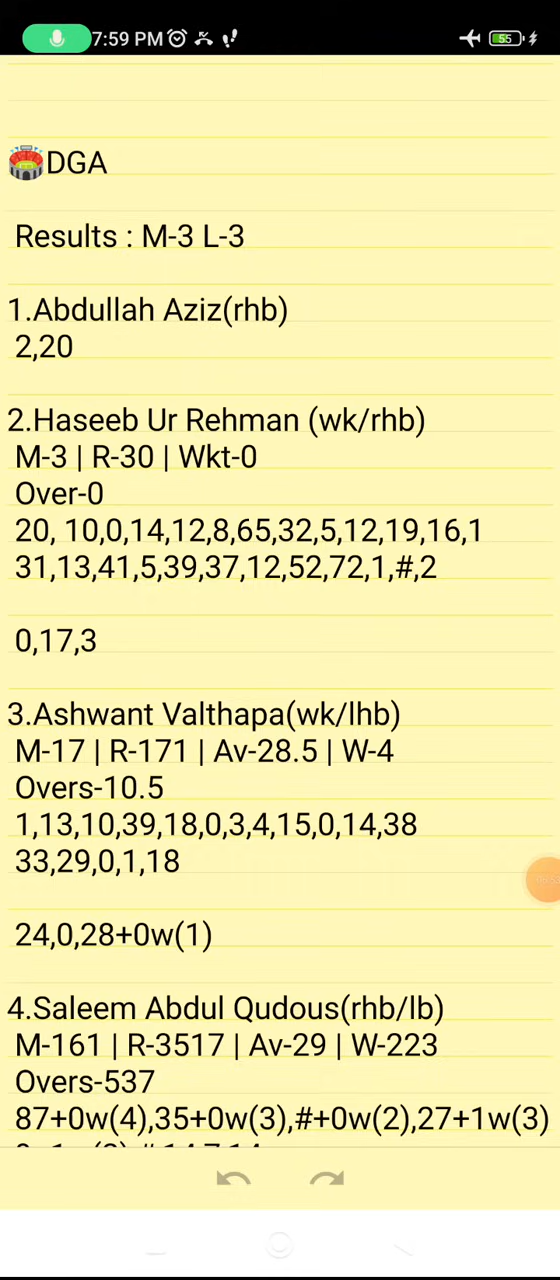 7:59 PM
55
DGA
Results : M-3 L-3
1.Abdullah Aziz(rhb)
2,20
2.Haseeb Ur Rehman (wk/rhb)
M-3 | R-30 | Wkt-0
Over-0
20, 10,0,14,12,8,65,32,5,12,19,16,1
31,13,41,5,39,37,12,52,72,1,#,2
0,17,3
3.Ashwant Valthapa(wk/lhb)
M-17 | R-171 | Av-28.5 | W-4
Overs-10.5
1,13,10,39,18,0,3,4,15,0,14,38
33,29,0,1,18
24,0,28+0w(1)
4.Saleem Abdul Qudous(rhb/lb)
M-161 | R-3517 | Av-29 | W-223
Overs-537
87+0w(4),35+0w(3),#+0w(2),27+1w(3)